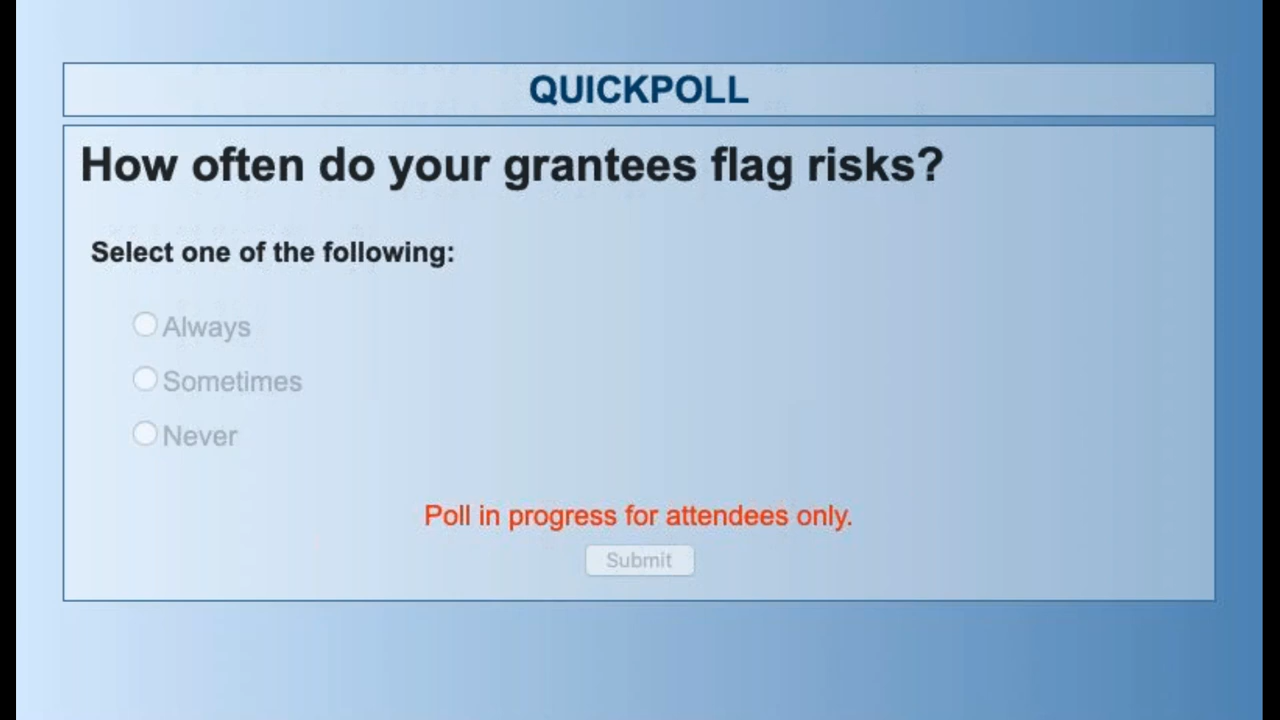 QUICKPOLL
How often do your grantees flag risks?
Select one of the following:
Always
Sometimes
Never
Poll in progress for attendees only.
Submit